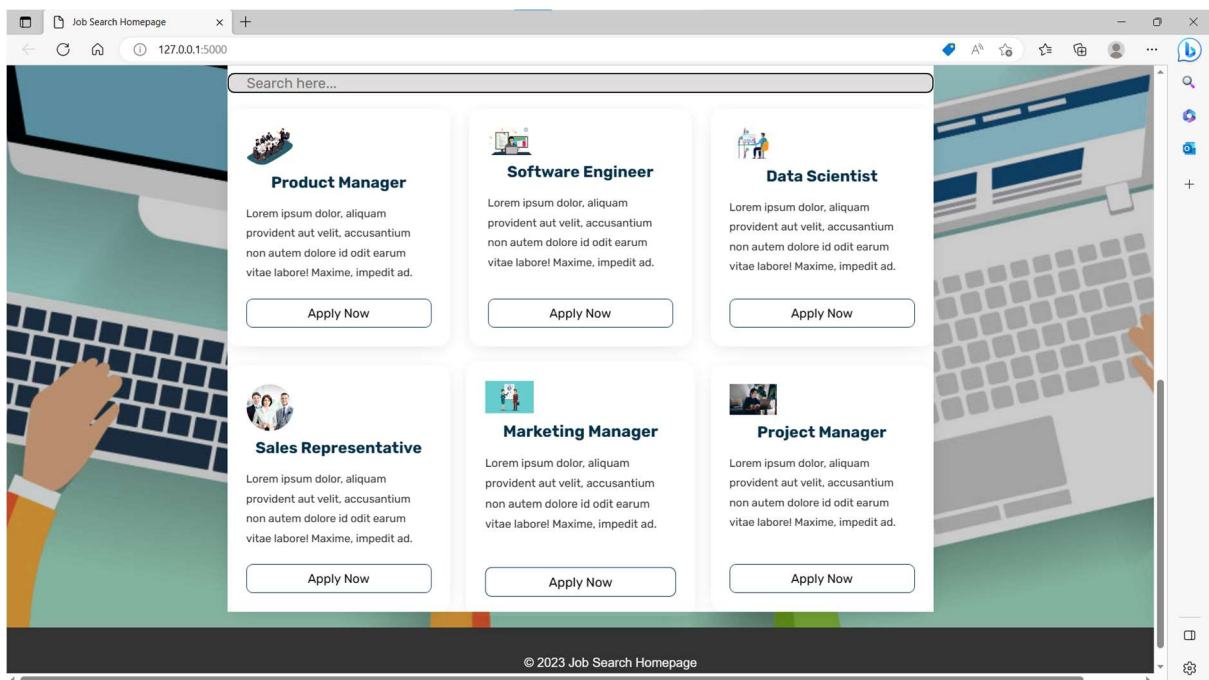 Job Search Homepage
127.0.0.1:5000
Search here...
Product Manager
Lorem ipsum dolor, aliquam
provident aut velit, accusantium
non autem dolore id odit earum
vitae labore! Maxime, impedit ad.
Apply Now
Software Engineer
Lorem ipsum dolor, aliquam
provident aut velit, accusantium
non autem dolore id odit earum
vitae labore! Maxime, impedit ad.
Apply Now
Data Scientist
Lorem ipsum dolor, aliquam
provident aut velit, accusantium
non autem dolore id odit earum
vitae labore! Maxime, impedit ad.
Apply Now
Sales Representative
Lorem ipsum dolor, aliquam
provident aut velit, accusantium
non autem dolore id odit earum
vitae labore! Maxime, impedit ad.
Apply Now
Marketing Manager
Lorem ipsum dolor, aliquam
provident aut velit, accusantium
non autem dolore id odit earum
vitae labore! Maxime, impedit ad.
Apply Now
Project Manager
Lorem ipsum dolor, aliquam
provident aut velit, accusantium
non autem dolore id odit earum
vitae labore! Maxime, impedit ad.
Apply Now
© 2023 Job Search Homepage